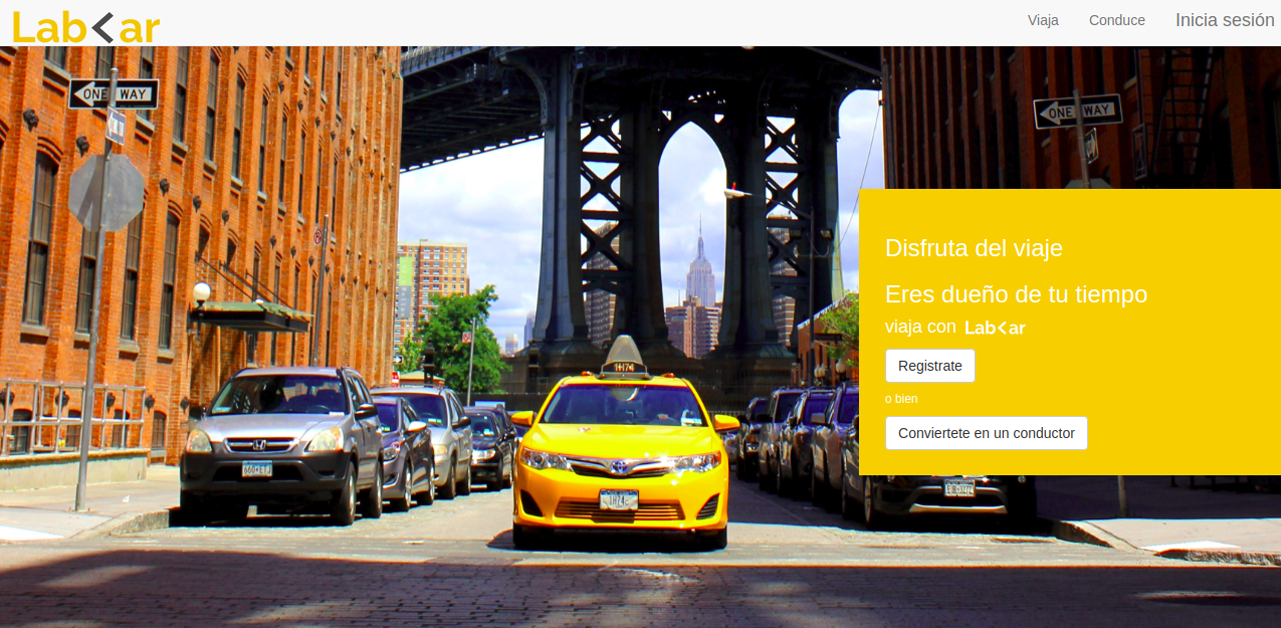 Lab<ar
Viaja
Conduce
Inicia sesión
ONE WAY
ONE WAY
Disfruta del viaje
Eres dueño de tu tiempo
viaja con Lab<ar
Registrate
o bien
Conviertete en un conductor